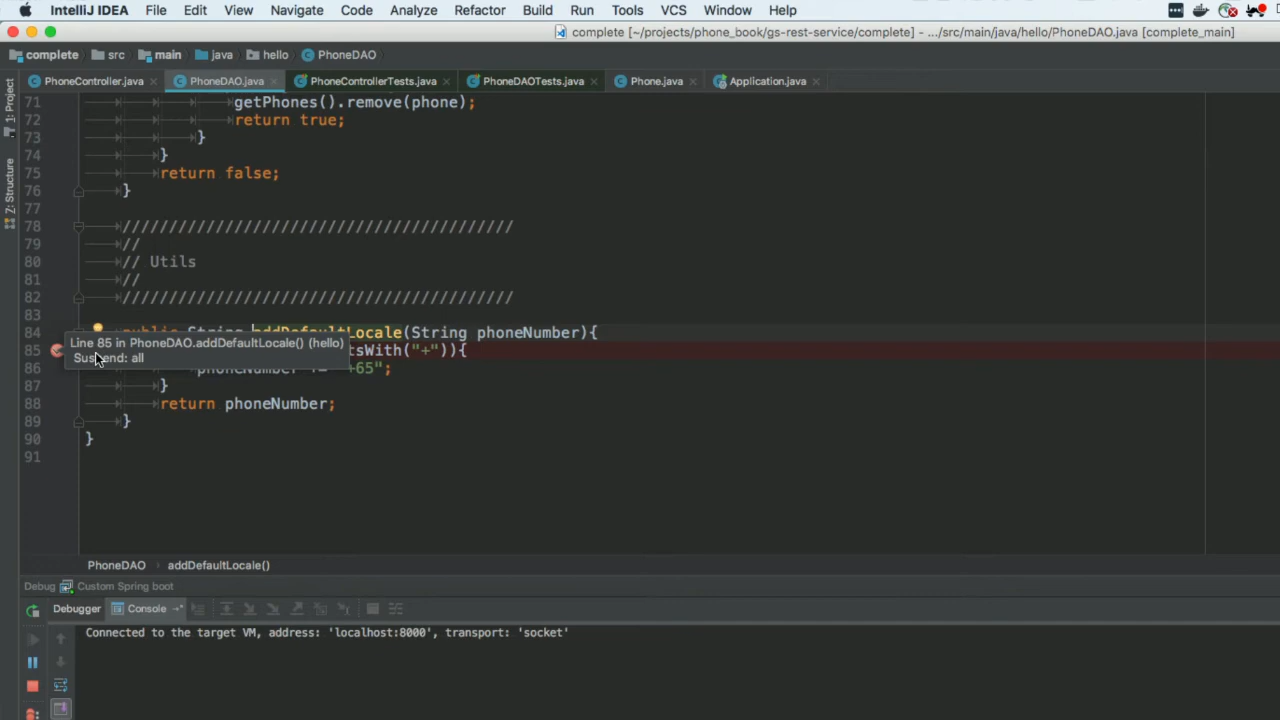 IntelliJ IDEA File Edit View Navigate Code Analyze Refactor Build Run Tools VCS Window Help
complete [~/projects/phone_book/gs-rest-service/complete] - .../src/main/java/hello/PhoneDAO.java [complete_main]
complete src main java hello PhoneDAO
PhoneController.java PhoneDAO.java PhoneControllerTests.java PhoneDAOTests.java Phone.java Application.java
1: Project
Z: Structure
71 getPhones().remove(phone);
72 return true;
73 }
74 }
75 return false;
76 }
77
78 //////////////////////////////////////////
79 //
80 // Utils
81 //
82 //////////////////////////////////////////
83
84 public String addDefaultLocale(String phoneNumber){
Line 85 in PhoneDAO.addDefaultLocale() (hello)
85 tsWith("+")){
Suspend: all
86 phoneNumber += "+65";
87 }
88 return phoneNumber;
89 }
90 }
91
PhoneDAO › addDefaultLocale()
Debug Custom Spring boot
Debugger Console
Connected to the target VM, address: 'localhost:8000', transport: 'socket'